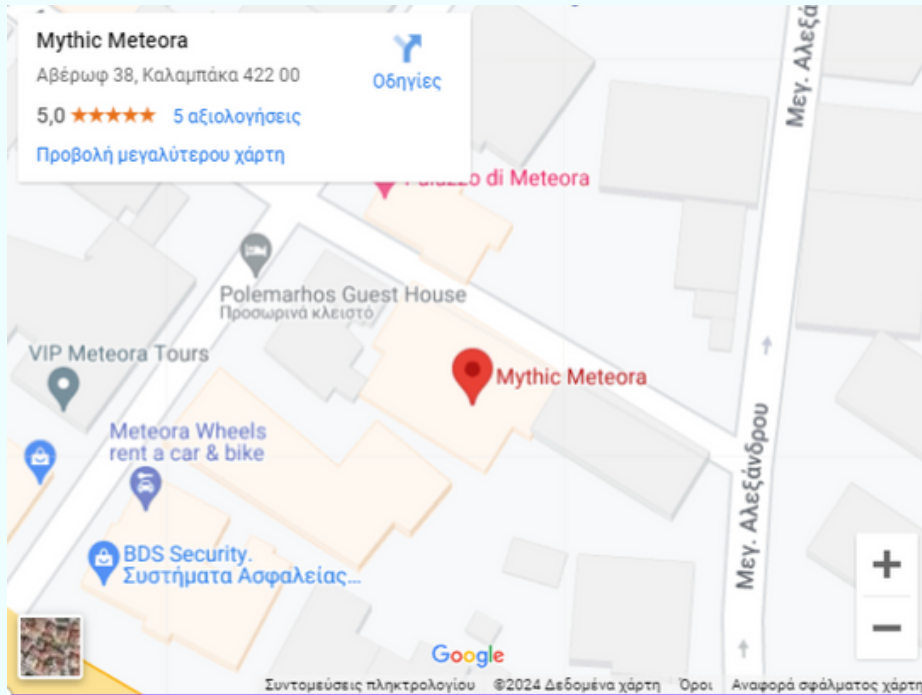 Mythic Meteora
Αβέρωφ 38, Καλαμπάκα 422 00
Οδηγίες
5,0 ★★★★★ 5 αξιολογήσεις
Προβολή μεγαλύτερου χάρτη
Μεγ. Αλεξά
di Meteora
Polemarhos Guest House
Προσωρινά κλειστό
VIP Meteora Tours
Mythic Meteora
Meteora Wheels
rent a car & bike
Μεγ. Αλεξάνδρου
BDS Security.
Συστήματα Ασφαλείας...
+
−
Google
Συντομεύσεις πληκτρολογίου ©2024 Δεδομένα χάρτη Όροι Αναφορά σφάλματος χάρτη